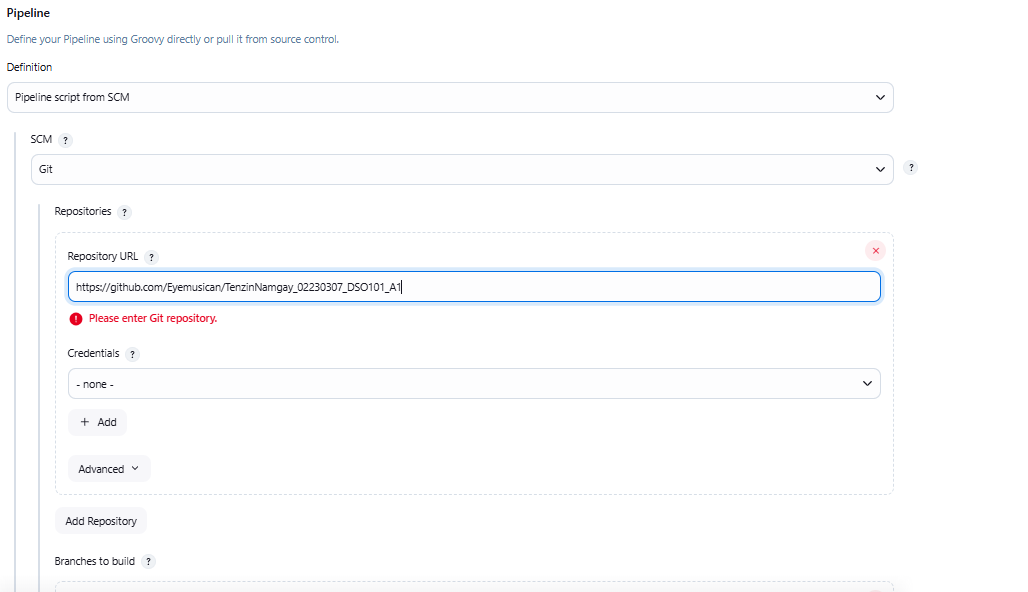 Pipeline
Define your Pipeline using Groovy directly or pull it from source control.
Definition
Pipeline script from SCM
SCM ?
Git
?
Repositories ?
Repository URL ?
https://github.com/Eyemusican/TenzinNamgay_02230307_DSO101_A1
Please enter Git repository.
Credentials ?
- none -
+ Add
Advanced
Add Repository
Branches to build ?